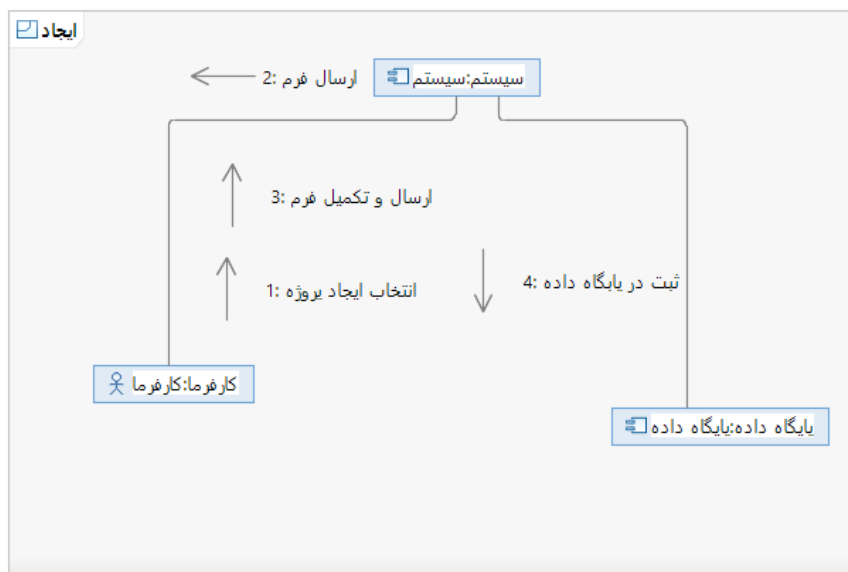 ایجاد
سیستم:سیستم
2: ارسال فرم
3: ارسال و تکمیل فرم
1: انتخاب ایجاد پروژه
4: ثبت در پایگاه داده
کارفرما:کارفرما
پایگاه داده:پایگاه داده